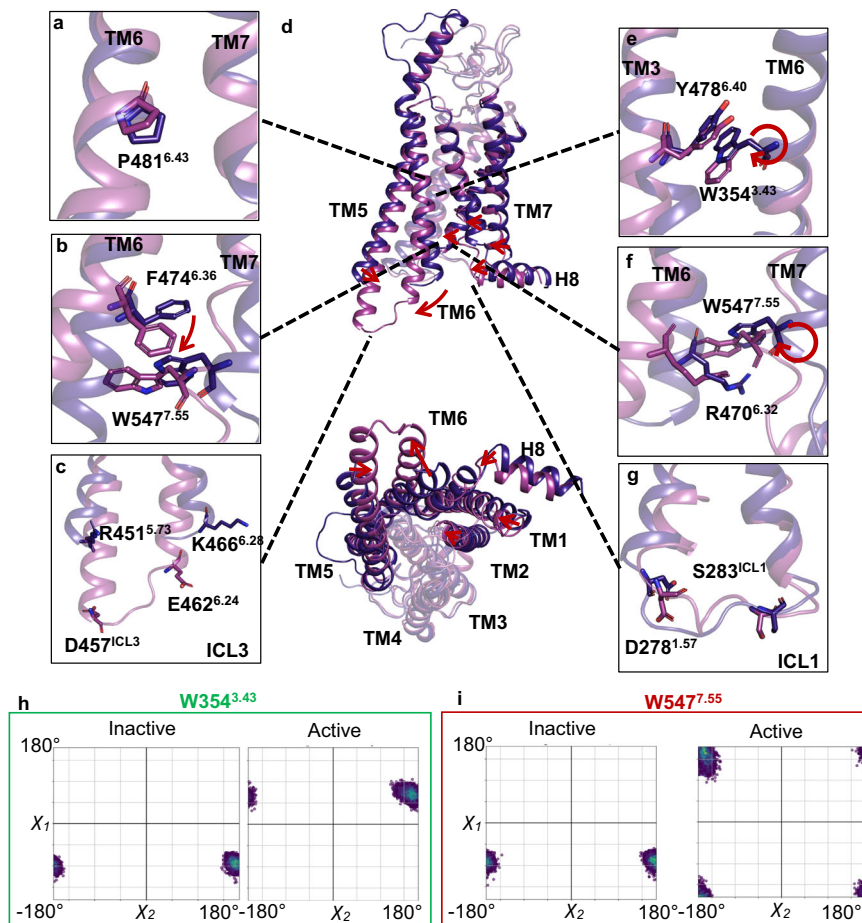 a
TM6
TM7
P481^6.43
b
TM6
TM7
F474^6.36
W547^7.55
c
R451^5.73
K466^6.28
E462^6.24
D457^ICL3
ICL3
d
TM5
TM7
H8
TM6
TM6
H8
TM1
TM5
TM2
TM3
TM4
e
TM3
TM6
Y478^6.40
W354^3.43
f
TM6
TM7
W547^7.55
R470^6.32
g
S283^ICL1
D278^1.57
ICL1
h
W354^3.43
Inactive
Active
180°
X₁
-180°
X₂
180°
-180°
X₂
180°
i
W547^7.55
Inactive
Active
180°
X₁
-180°
X₂
180°
-180°
X₂
180°